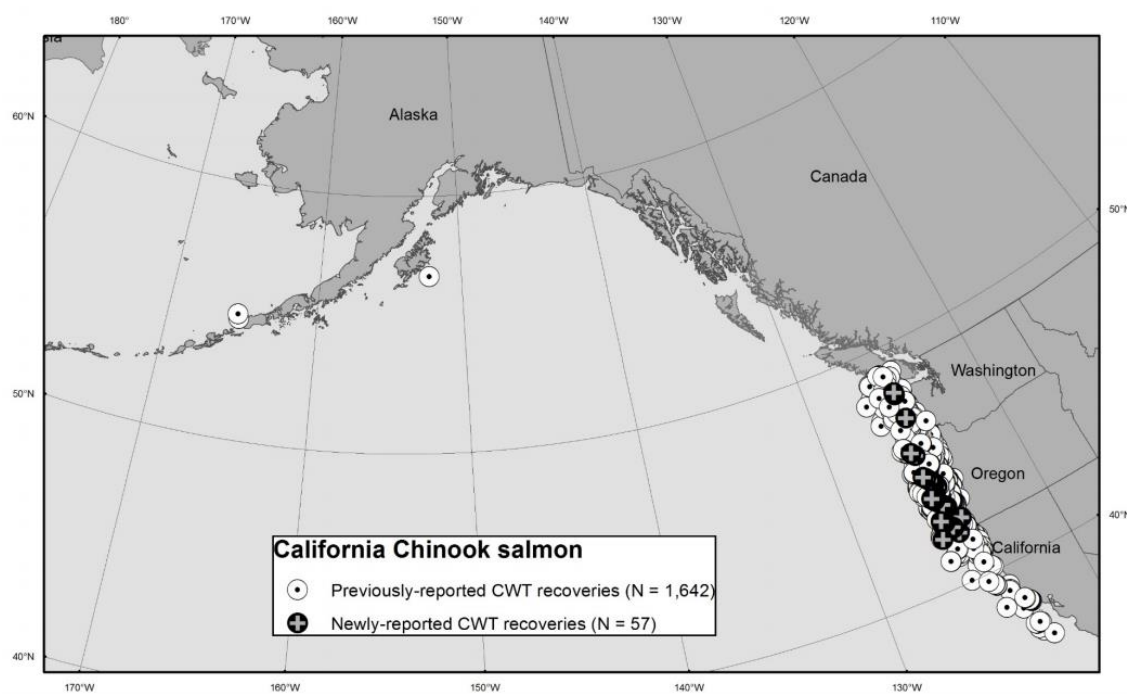 180°
170°W
160°W
150°W
140°W
130°W
120°W
110°W
60°N
Alaska
Canada
50°N
Washington
50°N
Oregon
40°N
California Chinook salmon
California
Previously-reported CWT recoveries (N = 1,642)
Newly-reported CWT recoveries (N = 57)
40°N
170°W
160°W
150°W
140°W
130°W